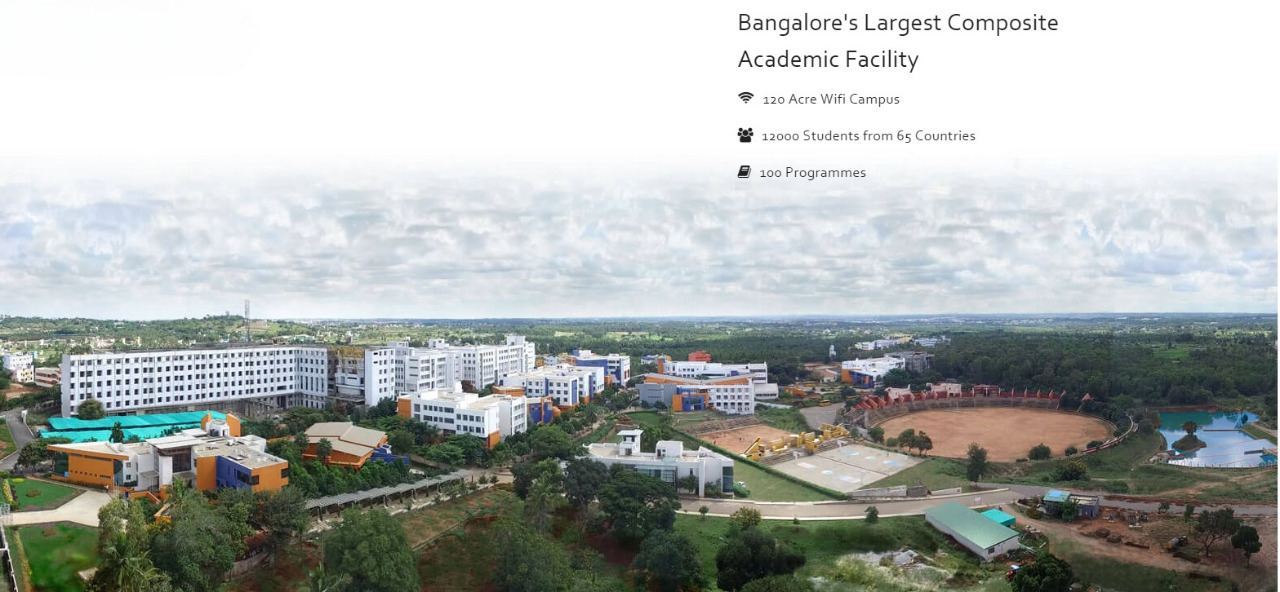 Bangalore's Largest Composite
Academic Facility
120 Acre Wifi Campus
12000 Students from 65 Countries
100 Programmes